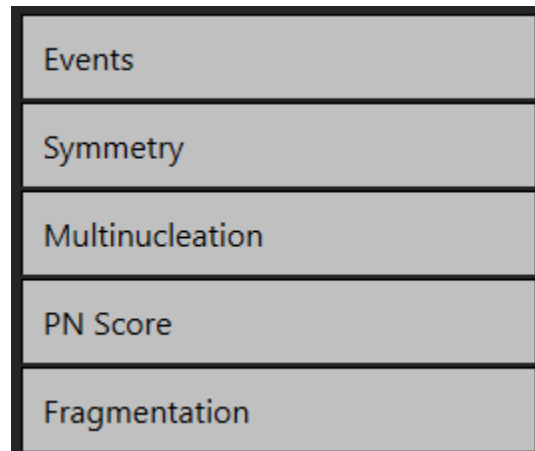 Events
Symmetry
Multinucleation
PN Score
Fragmentation